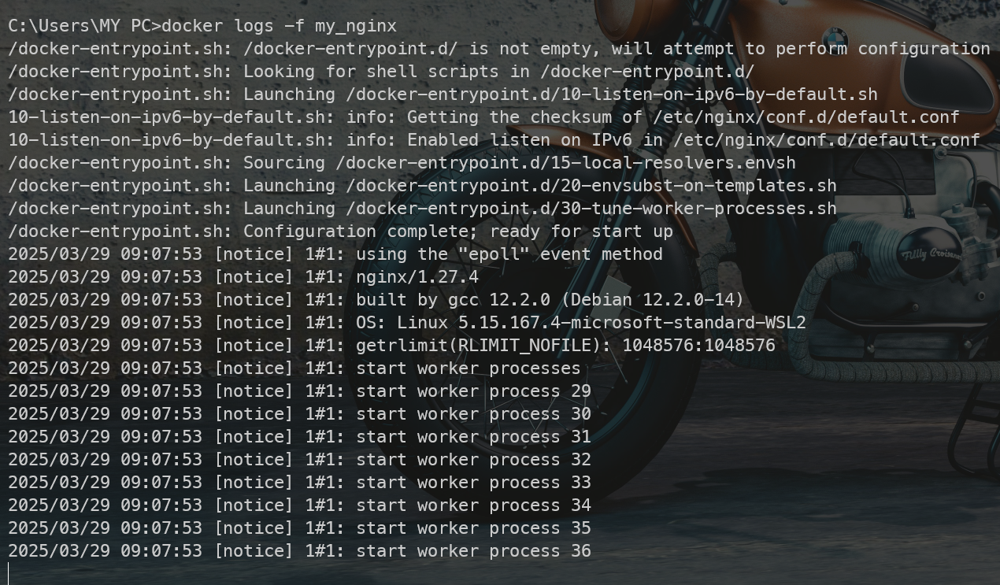 C:\Users\MY PC>docker logs -f my_nginx
/docker-entrypoint.sh: /docker-entrypoint.d/ is not empty, will attempt to perform configuration
/docker-entrypoint.sh: Looking for shell scripts in /docker-entrypoint.d/
/docker-entrypoint.sh: Launching /docker-entrypoint.d/10-listen-on-ipv6-by-default.sh
10-listen-on-ipv6-by-default.sh: info: Getting the checksum of /etc/nginx/conf.d/default.conf
10-listen-on-ipv6-by-default.sh: info: Enabled listen on IPv6 in /etc/nginx/conf.d/default.conf
/docker-entrypoint.sh: Sourcing /docker-entrypoint.d/15-local-resolvers.envsh
/docker-entrypoint.sh: Launching /docker-entrypoint.d/20-envsubst-on-templates.sh
/docker-entrypoint.sh: Launching /docker-entrypoint.d/30-tune-worker-processes.sh
/docker-entrypoint.sh: Configuration complete; ready for start up
2025/03/29 09:07:53 [notice] 1#1: using the "epoll" event method
2025/03/29 09:07:53 [notice] 1#1: nginx/1.27.4
2025/03/29 09:07:53 [notice] 1#1: built by gcc 12.2.0 (Debian 12.2.0-14)
2025/03/29 09:07:53 [notice] 1#1: OS: Linux 5.15.167.4-microsoft-standard-WSL2
2025/03/29 09:07:53 [notice] 1#1: getrlimit(RLIMIT_NOFILE): 1048576:1048576
2025/03/29 09:07:53 [notice] 1#1: start worker processes
2025/03/29 09:07:53 [notice] 1#1: start worker process 29
2025/03/29 09:07:53 [notice] 1#1: start worker process 30
2025/03/29 09:07:53 [notice] 1#1: start worker process 31
2025/03/29 09:07:53 [notice] 1#1: start worker process 32
2025/03/29 09:07:53 [notice] 1#1: start worker process 33
2025/03/29 09:07:53 [notice] 1#1: start worker process 34
2025/03/29 09:07:53 [notice] 1#1: start worker process 35
2025/03/29 09:07:53 [notice] 1#1: start worker process 36
BMW